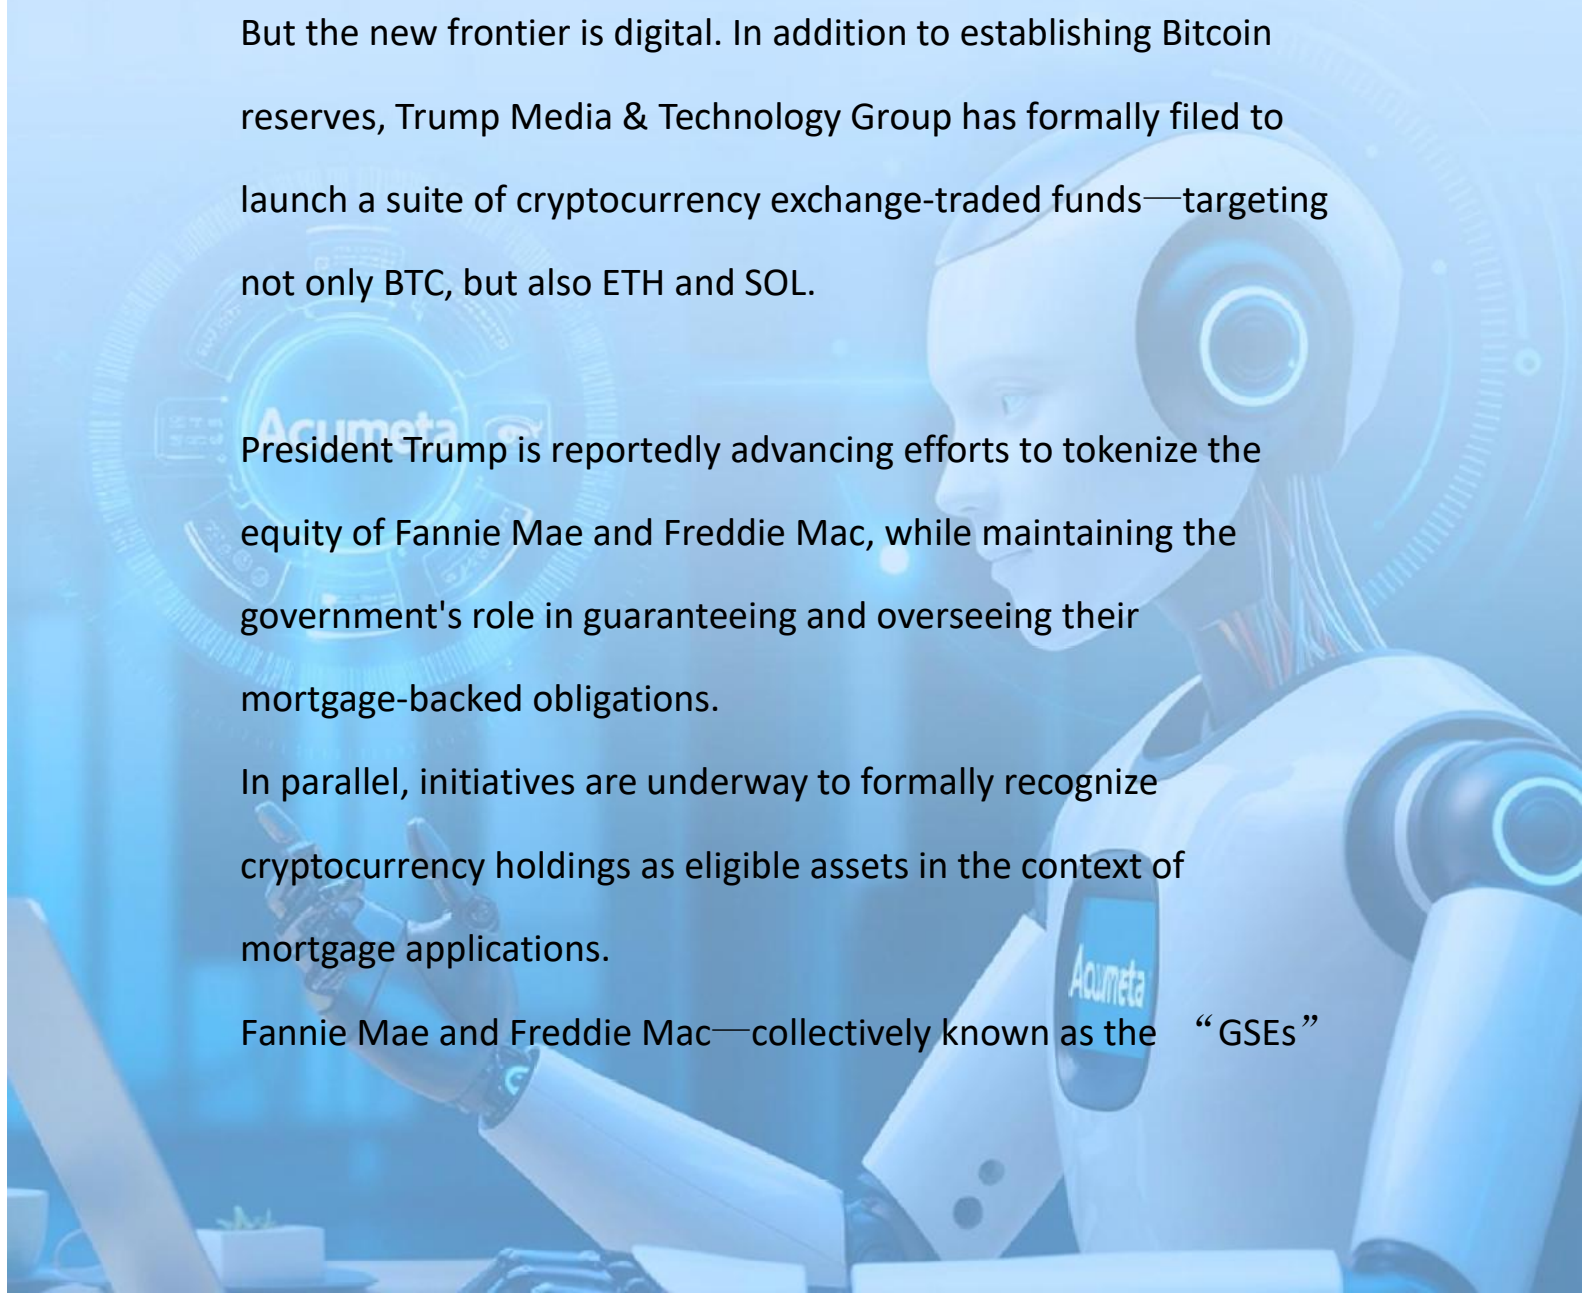 But the new frontier is digital. In addition to establishing Bitcoin
reserves, Trump Media & Technology Group has formally filed to
launch a suite of cryptocurrency exchange-traded funds—targeting
not only BTC, but also ETH and SOL.
Acumeta
President Trump is reportedly advancing efforts to tokenize the
equity of Fannie Mae and Freddie Mac, while maintaining the
government's role in guaranteeing and overseeing their
mortgage-backed obligations.
In parallel, initiatives are underway to formally recognize
cryptocurrency holdings as eligible assets in the context of
mortgage applications.
Acumeta
Fannie Mae and Freddie Mac—collectively known as the “GSEs”